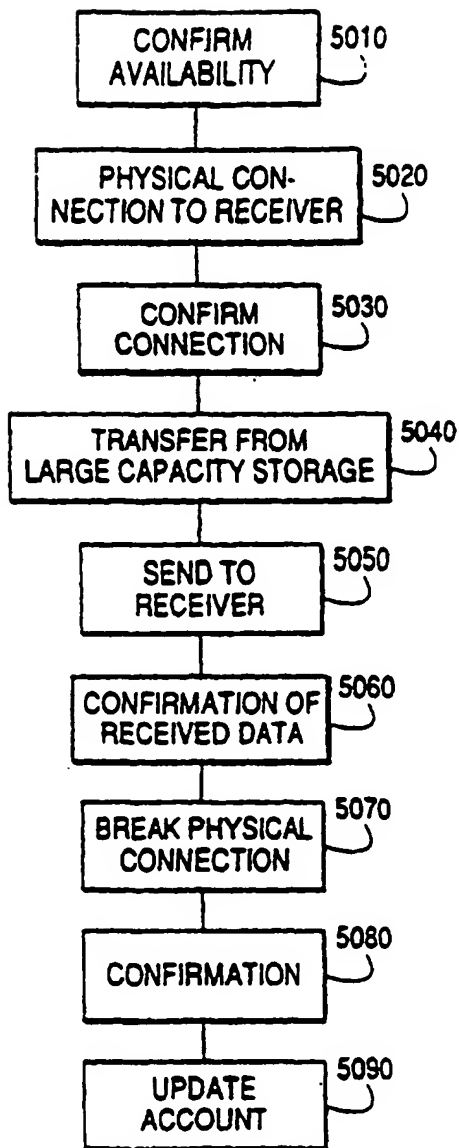 CONFIRM
AVAILABILITY
5010
PHYSICAL CON-
NECTION TO RECEIVER
5020
CONFIRM
CONNECTION
5030
TRANSFER FROM
LARGE CAPACITY STORAGE
5040
SEND TO
RECEIVER
5050
CONFIRMATION OF
RECEIVED DATA
5060
BREAK PHYSICAL
CONNECTION
5070
CONFIRMATION
5080
UPDATE
ACCOUNT
5090